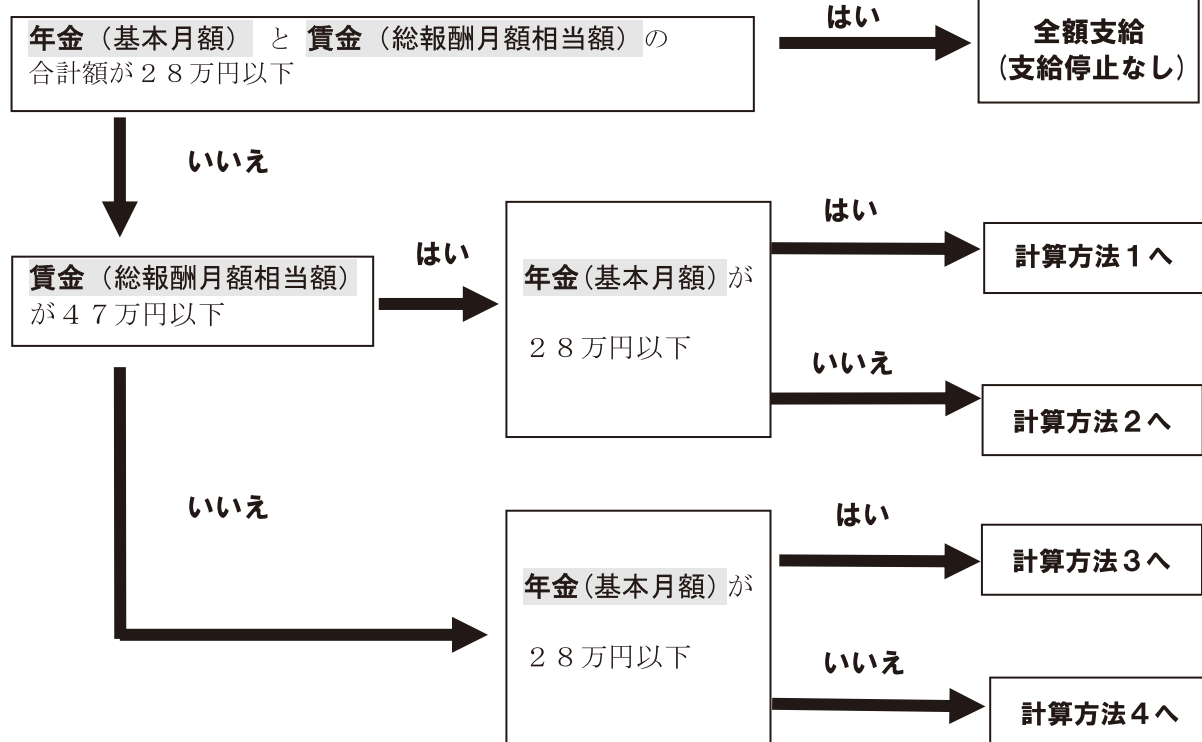 年金（基本月額） と 賃金（総報酬月額相当額）の
合計額が２８万円以下
はい
全額支給
（支給停止なし）
いいえ
賃金（総報酬月額相当額）
が４７万円以下
はい
年金（基本月額）が
２８万円以下
はい
計算方法１へ
いいえ
計算方法２へ
いいえ
年金（基本月額）が
２８万円以下
はい
計算方法３へ
いいえ
計算方法４へ